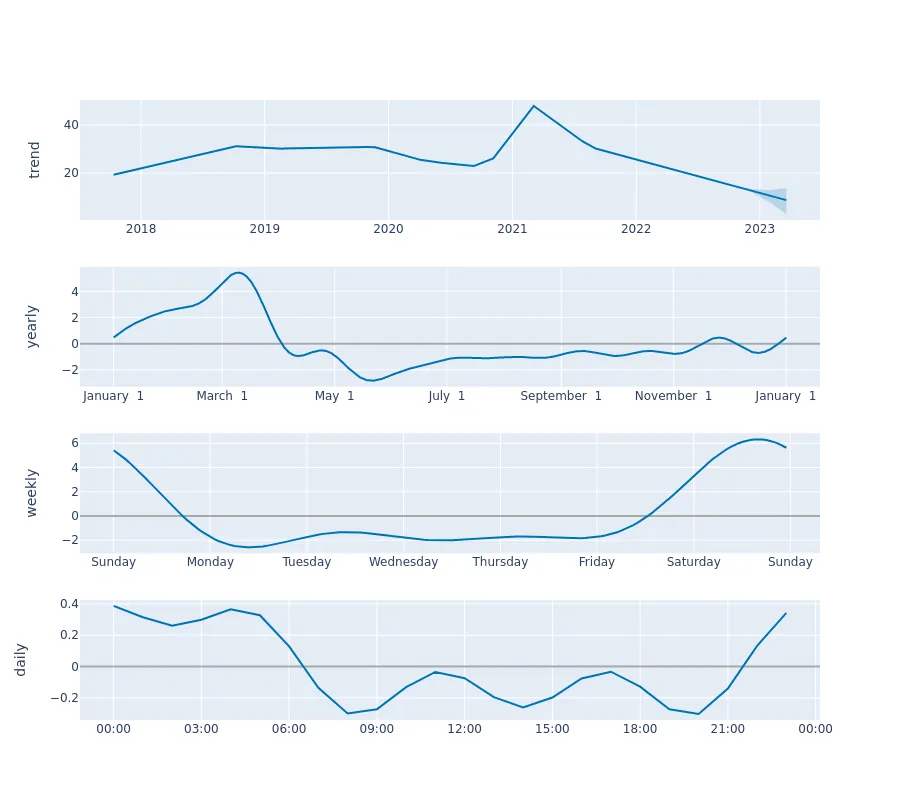 trend
40
20
2018 2019 2020 2021 2022 2023
yearly
4
2
0
−2
January 1 March 1 May 1 July 1 September 1 November 1 January 1
weekly
6
4
2
0
−2
Sunday Monday Tuesday Wednesday Thursday Friday Saturday Sunday
daily
0.4
0.2
0
−0.2
00:00 03:00 06:00 09:00 12:00 15:00 18:00 21:00 00:00